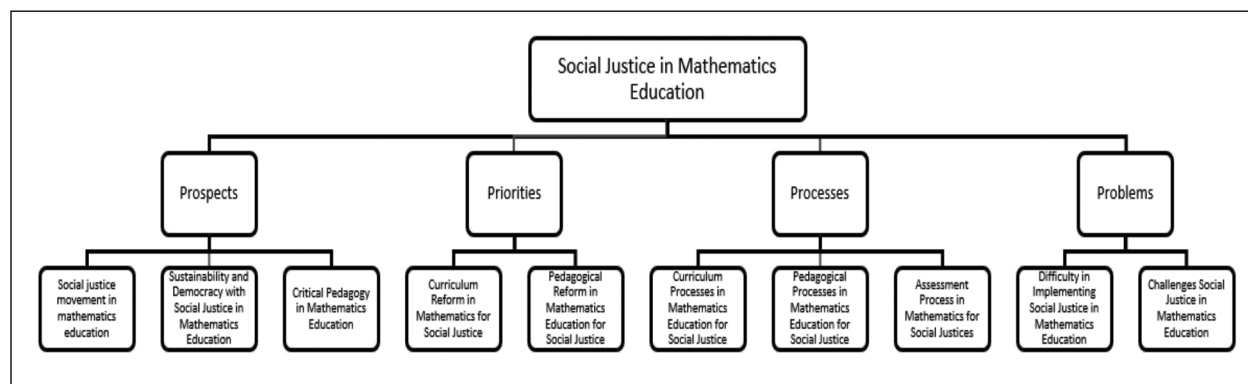 Social Justice in Mathematics
Education
Prospects
Priorities
Processes
Problems
Social justice
movement in
mathematics
education
Sustainability and
Democracy with
Social Justice in
Mathematics
Education
Critical Pedagogy
in Mathematics
Education
Curriculum
Reform in
Mathematics for
Social Justice
Pedagogical
Reform in
Mathematics
Education for
Social Justice
Curriculum
Processes in
Mathematics
Education for
Social Justice
Pedagogical
Processes in
Mathematics
Education for
Social Justice
Assessment
Process in
Mathematics for
Social Justices
Difficulty in
Implementing
Social Justice in
Mathematics
Education
Challenges Social
Justice in
Mathematics
Education